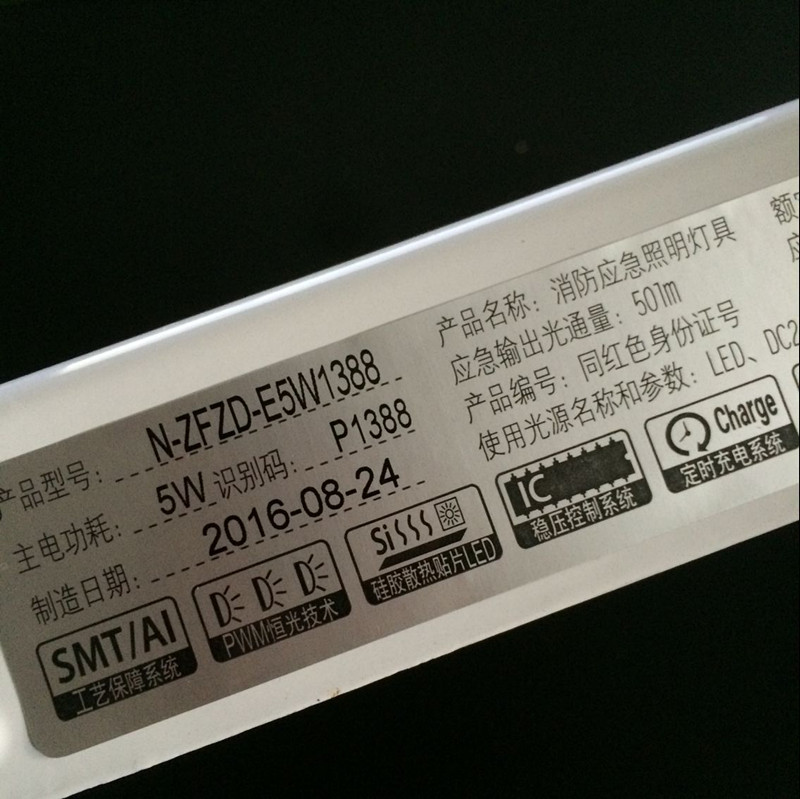 产品型号: N-ZFZD-E5W1388
主电功耗: 5W 识别码: P1388
制造日期: 2016-08-24
产品名称: 消防应急照明灯具
应急输出光通量: 50lm
产品编号: 同红色身份证号
使用光源名称和参数: LED、DC2
额
应
SMT/AI
工艺保障系统
PWM恒光技术
Si
硅胶散热贴片LED
IC
稳压控制系统
Charge
定时充电系统